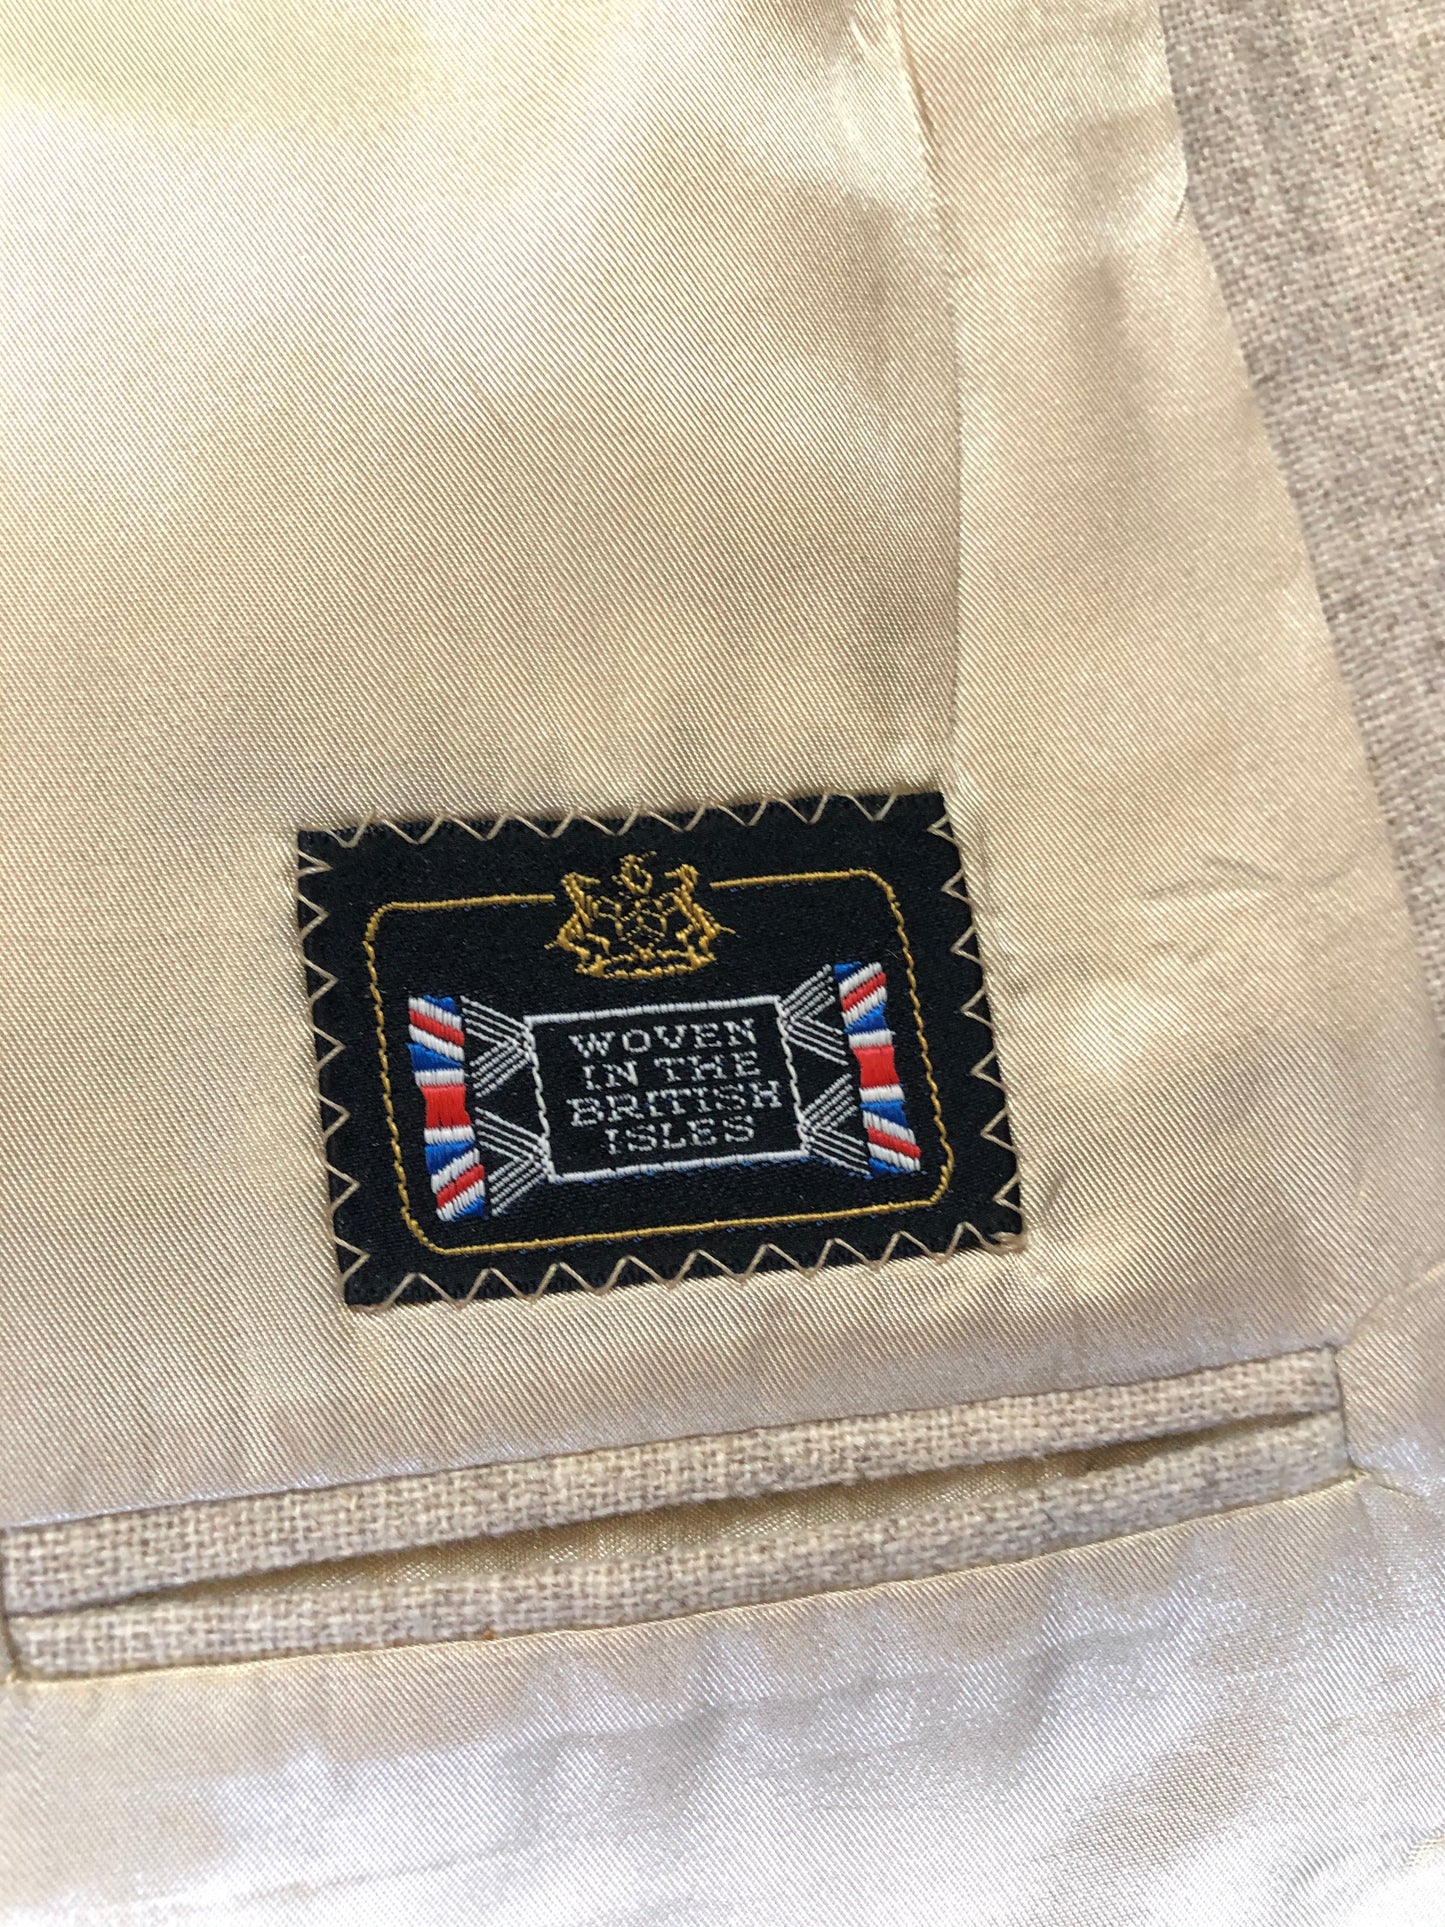 WOVEN
IN THE
BRITISH
ISLES